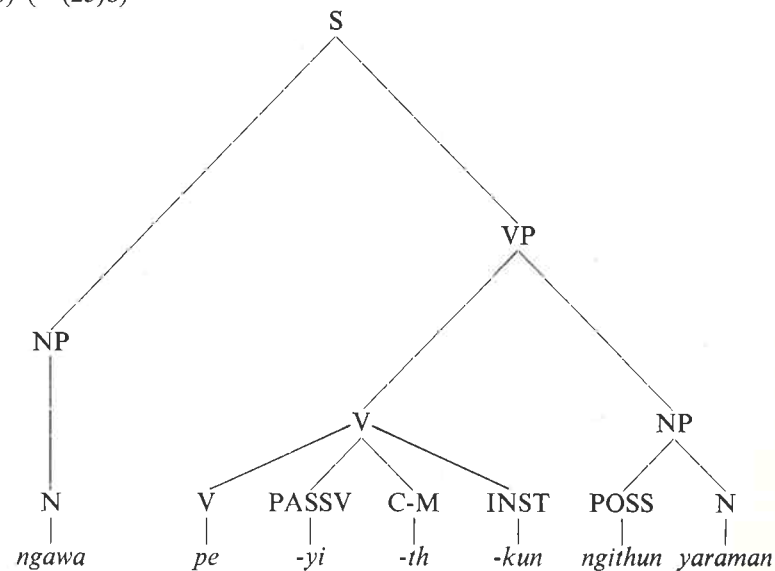 S
VP
NP
V NP
N V PASSV C-M INST POSS N
ngawa pe -yi -th -kun ngithun yaraman